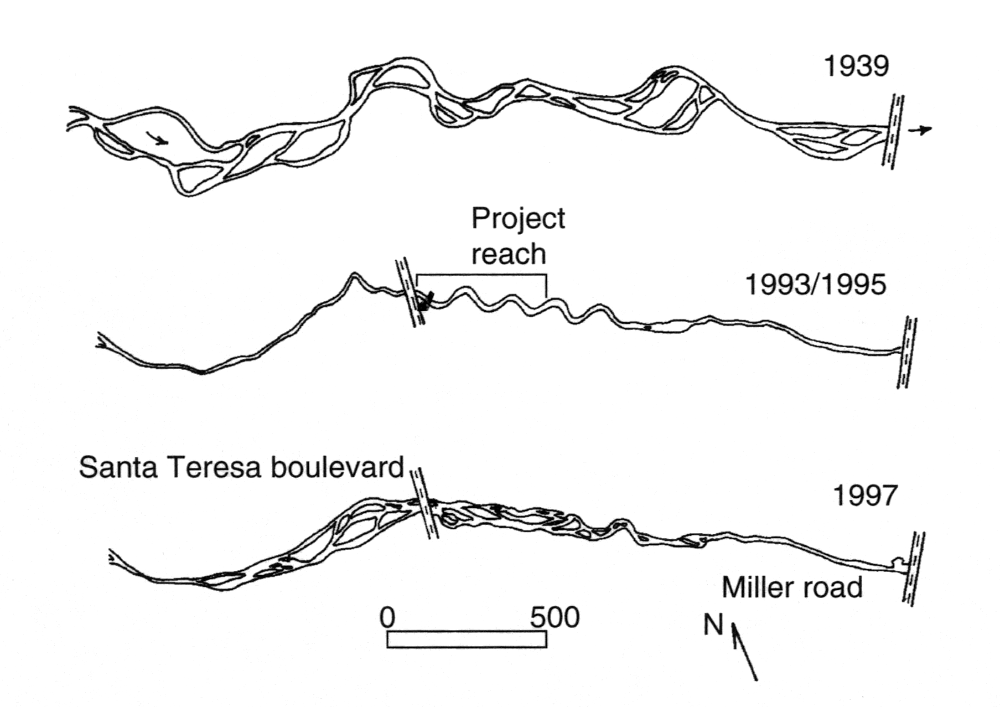 1939
Project
reach
1993/1995
Santa Teresa boulevard
1997
Miller road
0 500
N